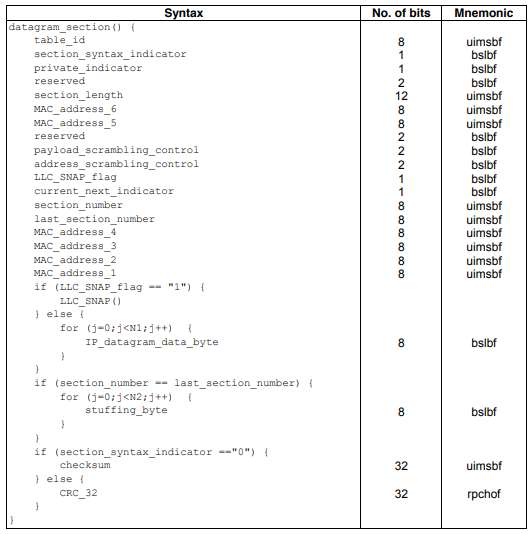 Syntax No. of bits Mnemonic
datagram_section() {
table_id 8 uimsbf
section_syntax_indicator 1 bslbf
private_indicator 1 bslbf
reserved 2 bslbf
section_length 12 uimsbf
MAC_address_6 8 uimsbf
MAC_address_5 8 uimsbf
reserved 2 bslbf
payload_scrambling_control 2 bslbf
address_scrambling_control 2 bslbf
LLC_SNAP_flag 1 bslbf
current_next_indicator 1 bslbf
section_number 8 uimsbf
last_section_number 8 uimsbf
MAC_address_4 8 uimsbf
MAC_address_3 8 uimsbf
MAC_address_2 8 uimsbf
MAC_address_1 8 uimsbf
if (LLC_SNAP_flag == "1") {
LLC_SNAP()
} else {
for (j=0;j<N1;j++) {
IP_datagram_data_byte 8 bslbf
}
}
if (section_number == last_section_number) {
for (j=0;j<N2;j++) {
stuffing_byte 8 bslbf
}
}
if (section_syntax_indicator =="0") {
checksum 32 uimsbf
} else {
CRC_32 32 rpchof
}
}